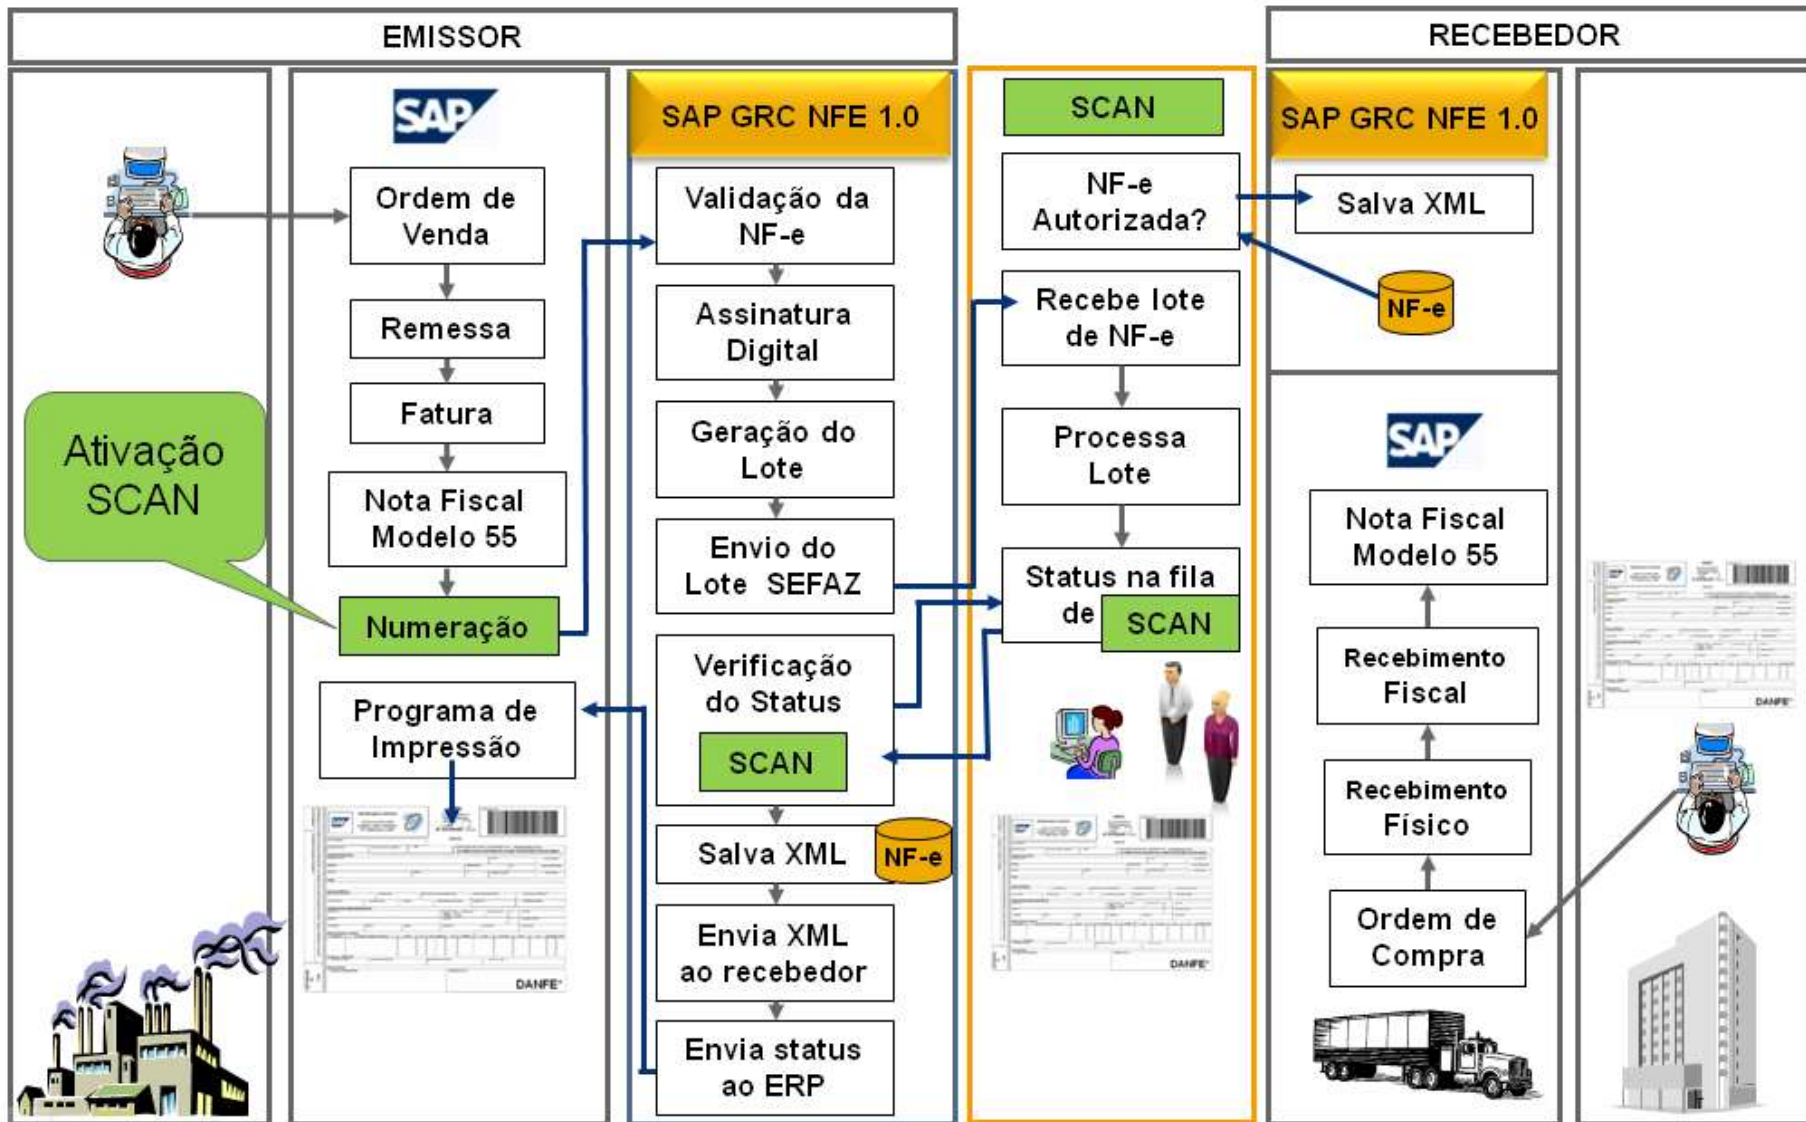 EMISSOR
RECEBEDOR
Ativação
SCAN
SAP
Ordem de
Venda
Remessa
Fatura
Nota Fiscal
Modelo 55
Numeração
Programa de
Impressão
DANFE
SAP GRC NFE 1.0
Validação da
NF-e
Assinatura
Digital
Geração do
Lote
Envio do
Lote SEFAZ
Verificação
do Status
SCAN
Salva XML
NF-e
Envia XML
ao recebedor
Envia status
ao ERP
SCAN
NF-e
Autorizada?
Recebe lote
de NF-e
Processa
Lote
Status na fila
de
SCAN
DANFE
SAP GRC NFE 1.0
Salva XML
NF-e
SAP
Nota Fiscal
Modelo 55
Recebimento
Fiscal
Recebimento
Físico
Ordem de
Compra
DANFE